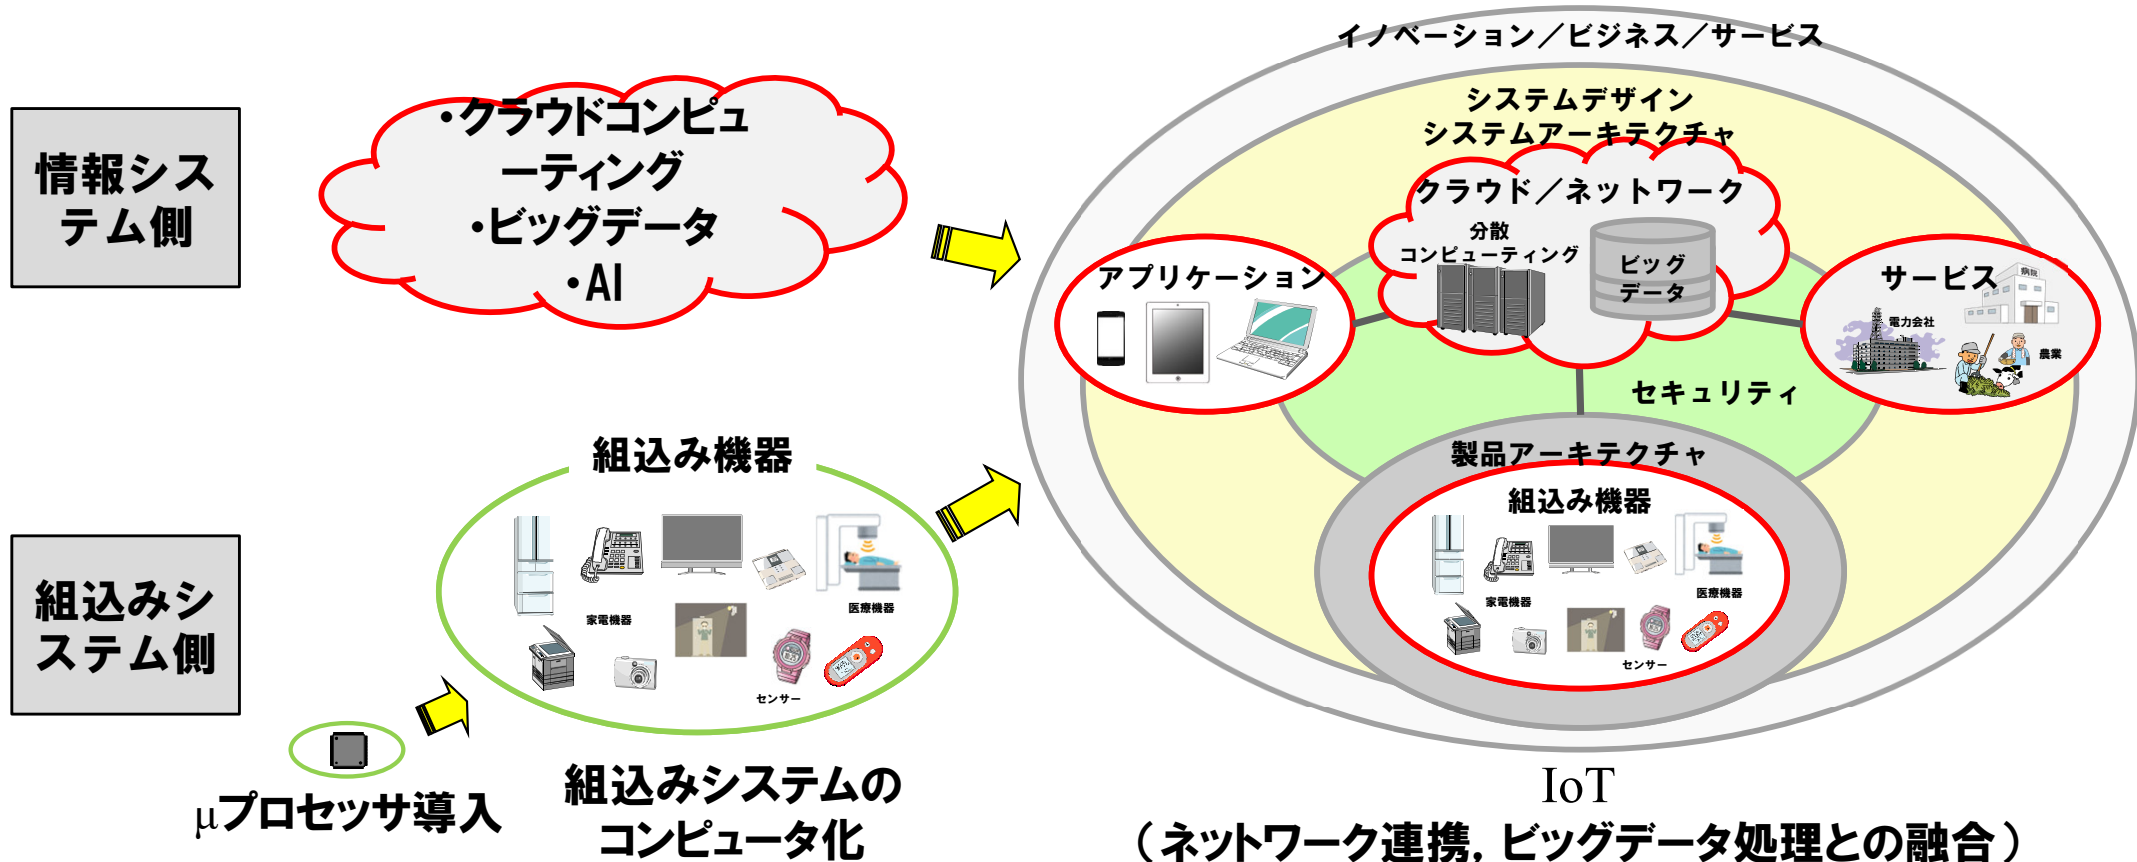 情報シス
テム側
・クラウドコンピュ
ーティング
・ビッグデータ
・AI
組込みシ
ステム側
組込み機器
家電機器
医療機器
センサー
μプロセッサ導入
組込みシステムの
コンピュータ化
イノベーション／ビジネス／サービス
システムデザイン
システムアーキテクチャ
クラウド／ネットワーク
分散
コンピューティング
ビッグ
データ
アプリケーション
サービス
病院
電力会社
農業
セキュリティ
製品アーキテクチャ
組込み機器
家電機器
医療機器
センサー
IoT
（ネットワーク連携，ビッグデータ処理との融合）